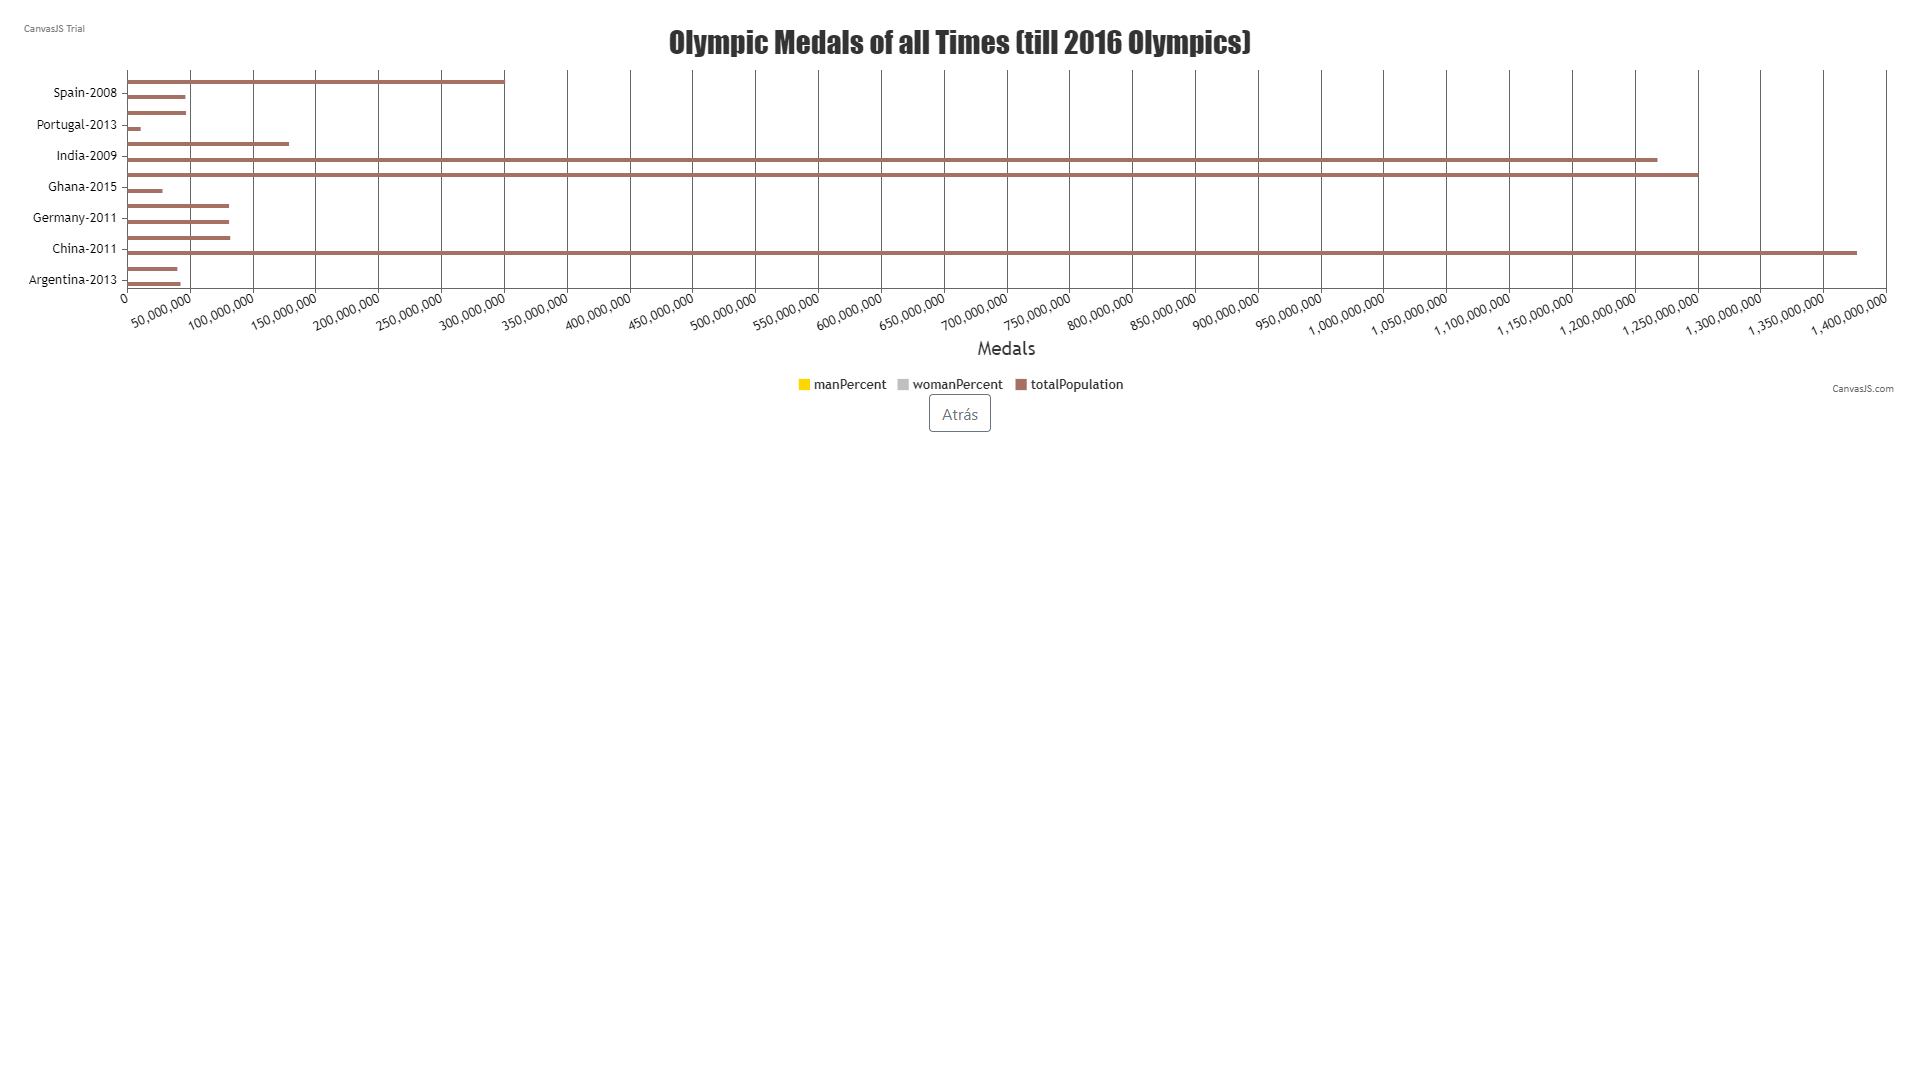 CanvasJS Trial
Olympic Medals of all Times (till 2016 Olympics)
Spain-2008
Portugal-2013
India-2009
Ghana-2015
Germany-2011
China-2011
Argentina-2013
0
50,000,000
100,000,000
150,000,000
200,000,000
250,000,000
300,000,000
350,000,000
400,000,000
450,000,000
500,000,000
550,000,000
600,000,000
650,000,000
700,000,000
750,000,000
800,000,000
850,000,000
900,000,000
950,000,000
1,000,000,000
1,050,000,000
1,100,000,000
1,150,000,000
1,200,000,000
1,250,000,000
1,300,000,000
1,350,000,000
1,400,000,000
Medals
manPercent womanPercent totalPopulation
CanvasJS.com
Atrás